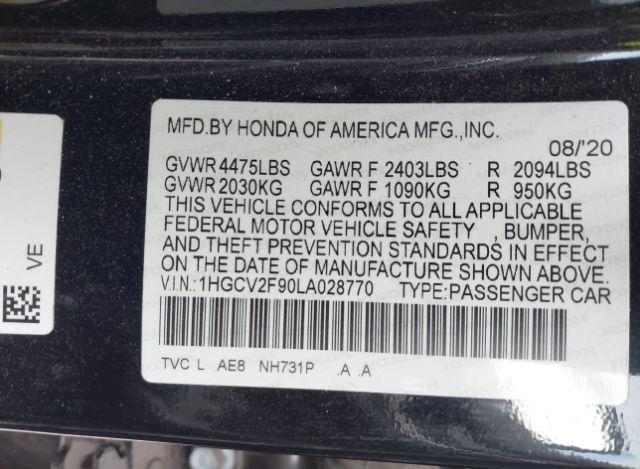 MFD.BY HONDA OF AMERICA MFG.,INC.
08/'20
GVWR 4475LBS GAWR F 2403LBS R 2094LBS
GVWR 2030KG GAWR F 1090KG R 950KG
THIS VEHICLE CONFORMS TO ALL APPLICABLE
FEDERAL MOTOR VEHICLE SAFETY , BUMPER,
AND THEFT PREVENTION STANDARDS IN EFFECT
ON THE DATE OF MANUFACTURE SHOWN ABOVE.
V.I.N.:1HGCV2F90LA028770 TYPE:PASSENGER CAR
TVC L AE8 NH731P .A .A
VE